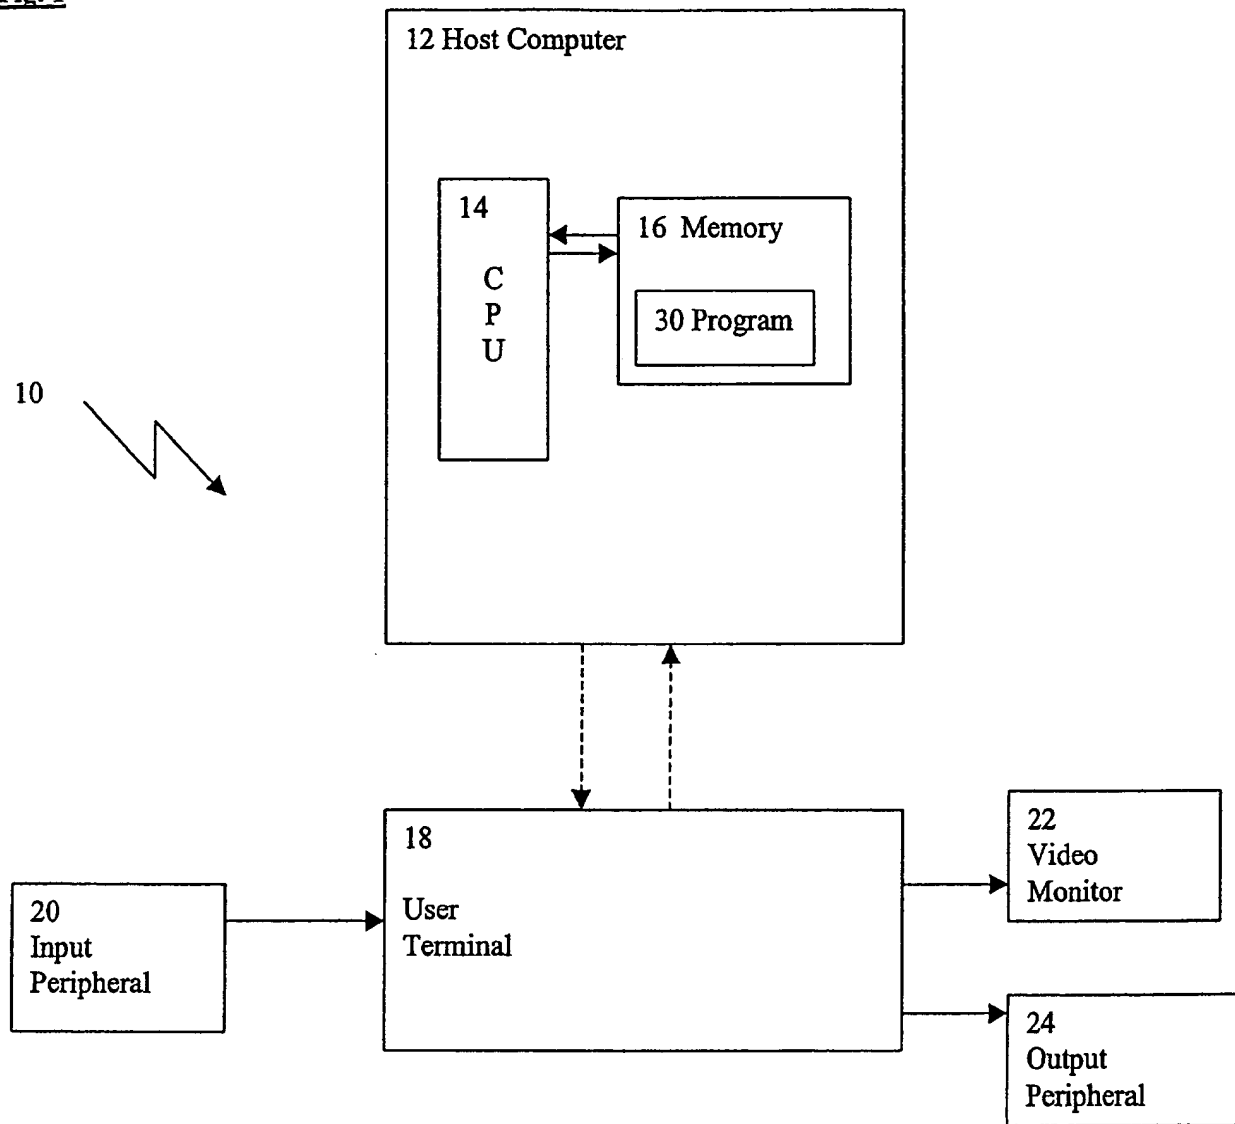 12 Host Computer
14
C
P
U
16 Memory
30 Program
10
18
User
Terminal
20
Input
Peripheral
22
Video
Monitor
24
Output
Peripheral